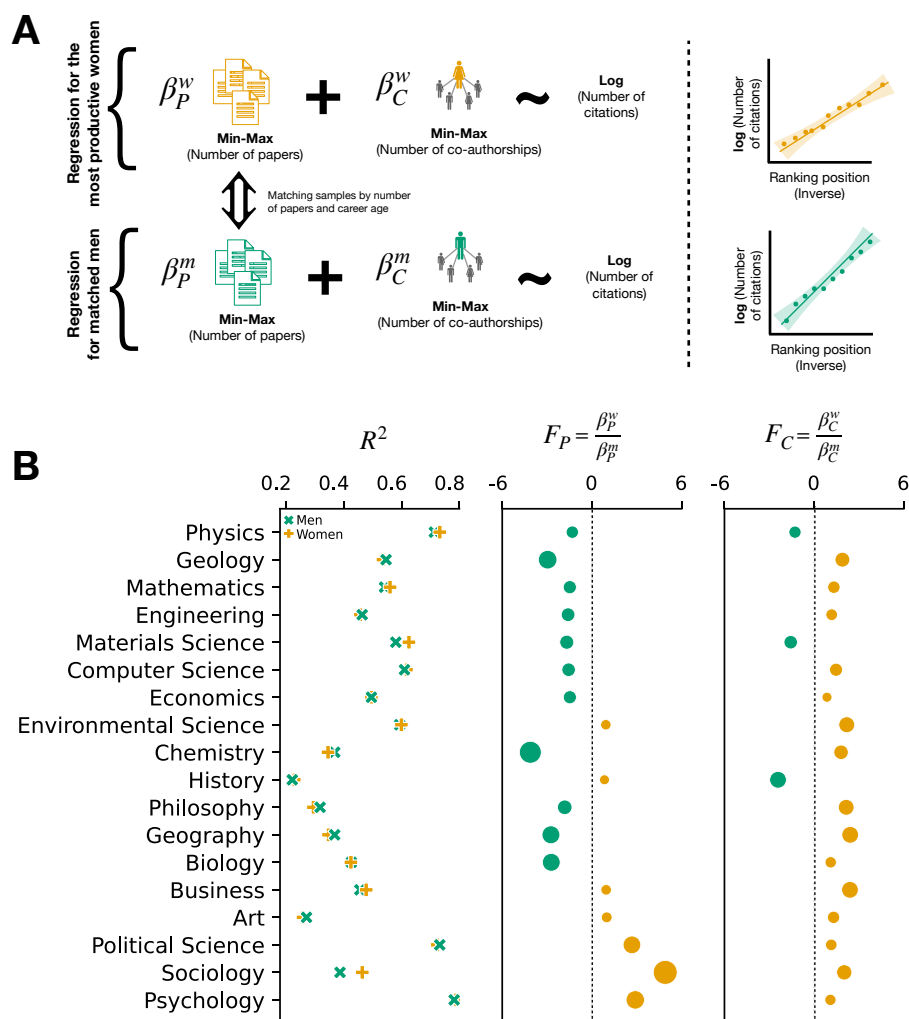 A
Regression for the
most productive women
β_P^w
Min-Max
(Number of papers)
+
β_C^w
Min-Max
(Number of co-authorships)
~
Log
(Number of
citations)
log (Number
of citations)
Ranking position
(Inverse)
Matching samples by number
of papers and career age
Regression
for matched men
β_P^m
Min-Max
(Number of papers)
+
β_C^m
Min-Max
(Number of co-authorships)
~
Log
(Number of
citations)
log (Number
of citations)
Ranking position
(Inverse)
B
R²
F_P = β_P^w / β_P^m
F_C = β_C^w / β_C^m
0.2 0.4 0.6 0.8
-6 0 6
-6 0 6
Men
Women
Physics
Geology
Mathematics
Engineering
Materials Science
Computer Science
Economics
Environmental Science
Chemistry
History
Philosophy
Geography
Biology
Business
Art
Political Science
Sociology
Psychology